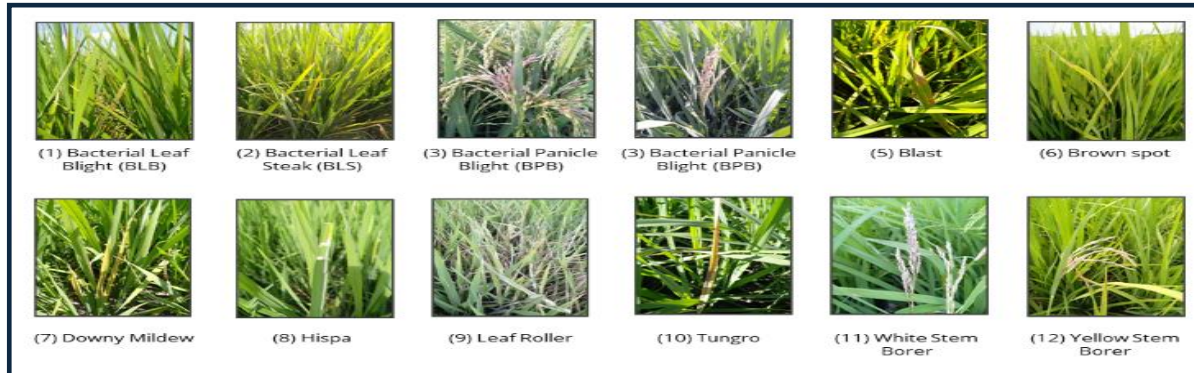 (1) Bacterial Leaf
Blight (BLB)
(2) Bacterial Leaf
Steak (BLS)
(3) Bacterial Panicle
Blight (BPB)
(3) Bacterial Panicle
Blight (BPB)
(5) Blast
(6) Brown spot
(7) Downy Mildew
(8) Hispa
(9) Leaf Roller
(10) Tungro
(11) White Stem
Borer
(12) Yellow Stem
Borer